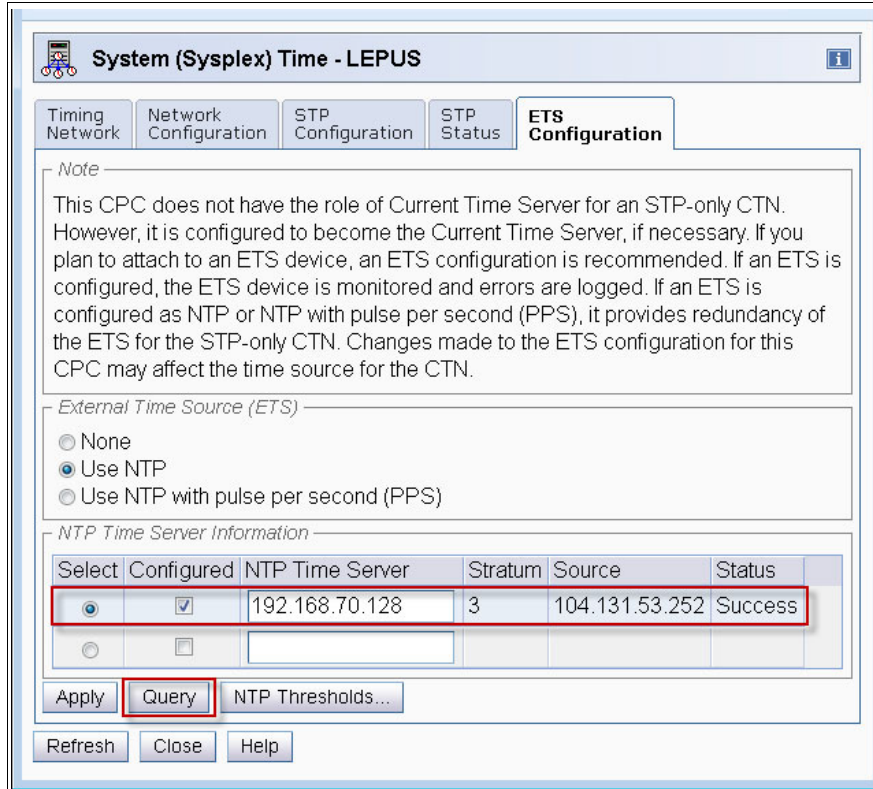 System (Sysplex) Time - LEPUS
i
Timing Network
Network Configuration
STP Configuration
STP Status
ETS Configuration
Note
This CPC does not have the role of Current Time Server for an STP-only CTN.
However, it is configured to become the Current Time Server, if necessary. If you
plan to attach to an ETS device, an ETS configuration is recommended. If an ETS is
configured, the ETS device is monitored and errors are logged. If an ETS is
configured as NTP or NTP with pulse per second (PPS), it provides redundancy of
the ETS for the STP-only CTN. Changes made to the ETS configuration for this
CPC may affect the time source for the CTN.
External Time Source (ETS)
None
Use NTP
Use NTP with pulse per second (PPS)
NTP Time Server Information
Select Configured NTP Time Server Stratum Source Status
192.168.70.128 3 104.131.53.252 Success
Apply Query NTP Thresholds...
Refresh Close Help